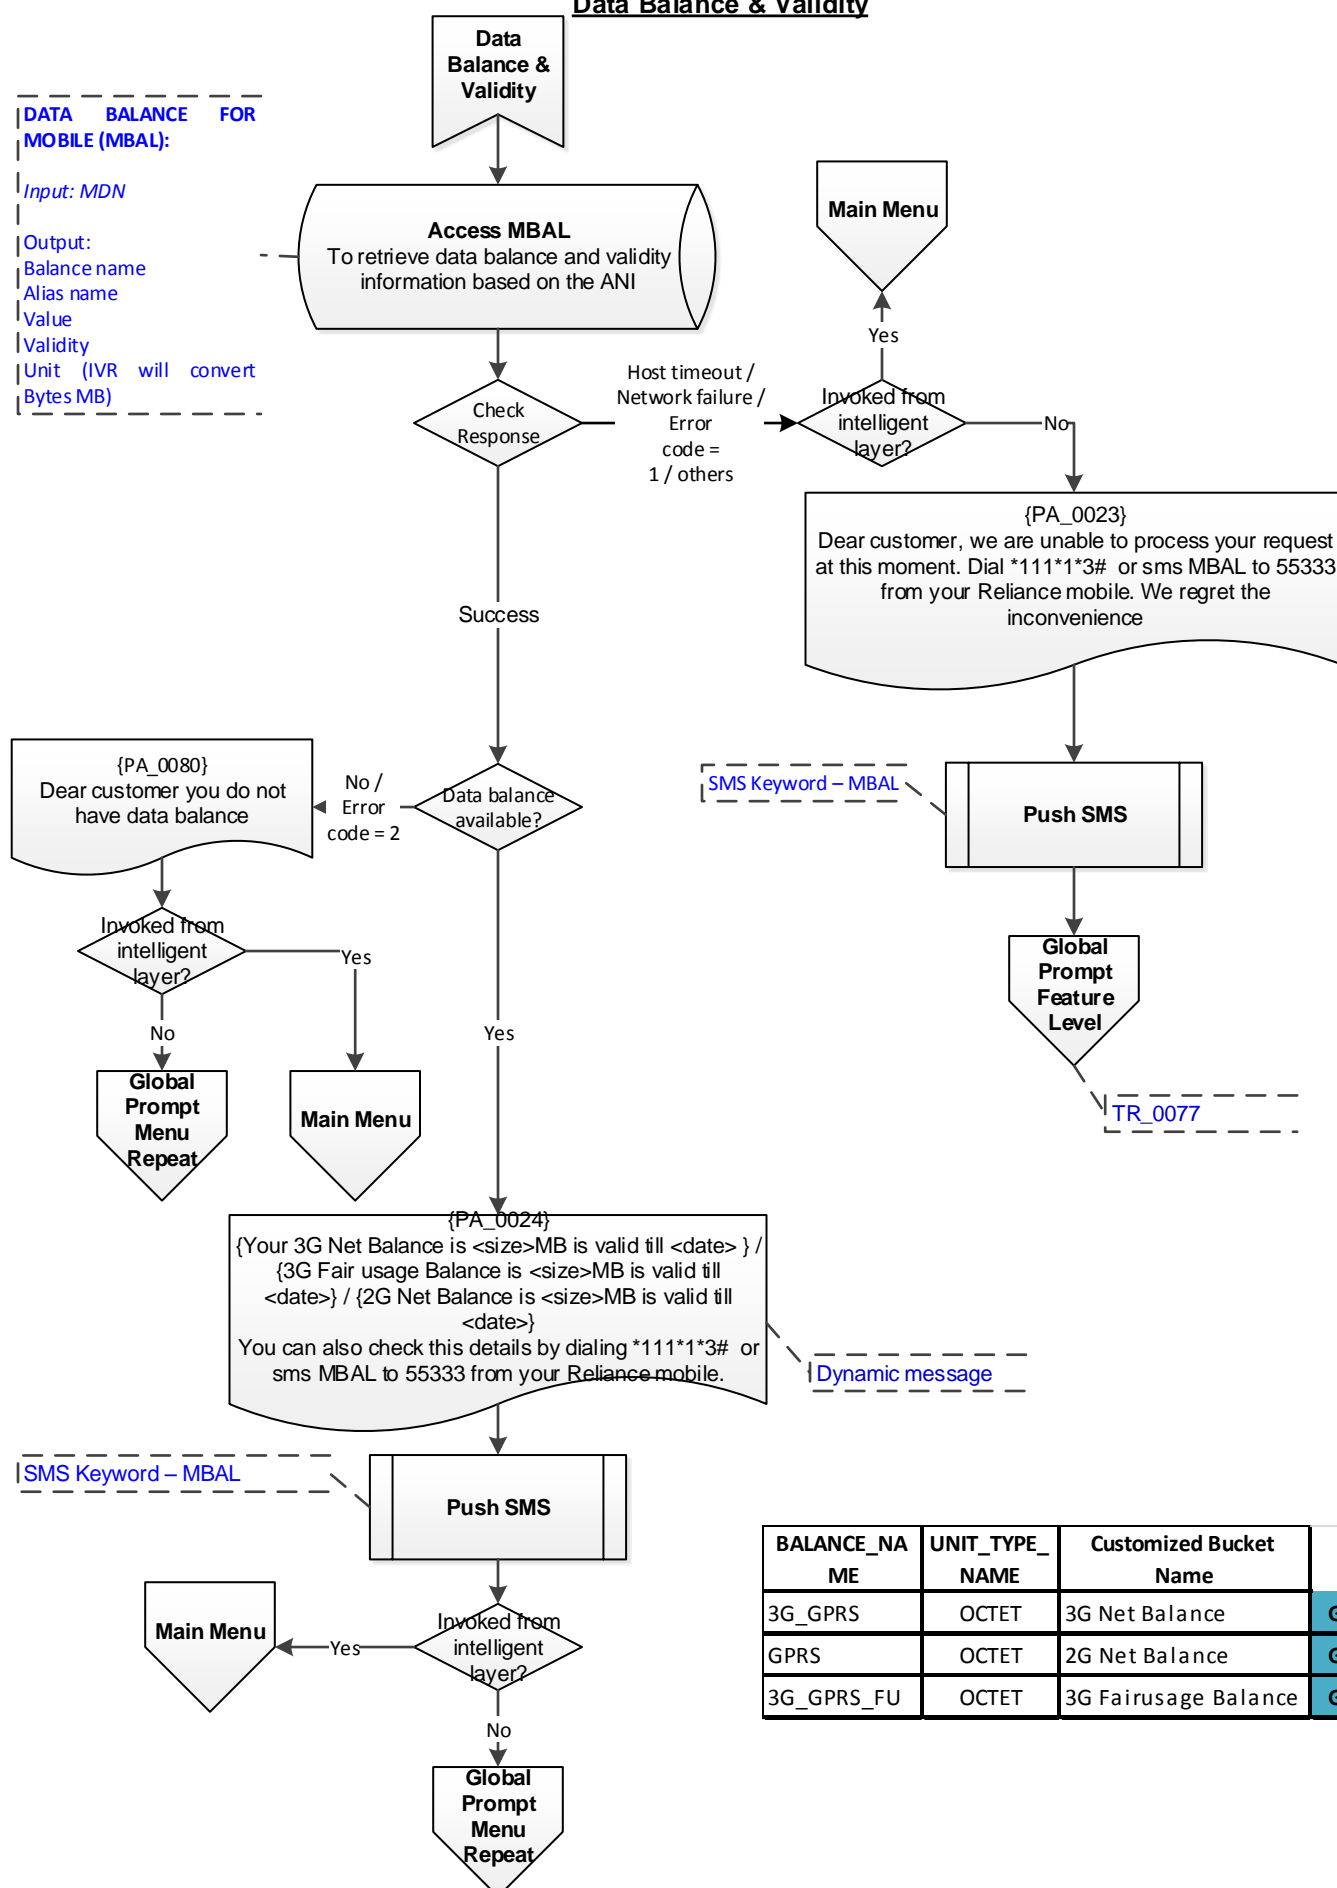 Data Balance & Validity
Data
Balance &
Validity
DATA BALANCE FOR
MOBILE (MBAL):
Input: MDN
Output:
Balance name
Alias name
Value
Validity
Unit (IVR will convert
Bytes MB)
Access MBAL
To retrieve data balance and validity
information based on the ANI
Main Menu
Yes
Check
Response
Host timeout /
Network failure /
Error
code =
1 / others
Invoked from
intelligent
layer?
No
{PA_0023}
Dear customer, we are unable to process your request
at this moment. Dial *111*1*3#  or sms MBAL to 55333
from your Reliance mobile. We regret the
inconvenience
Success
{PA_0080}
Dear customer you do not
have data balance
No /
Error
code = 2
Data balance
available?
SMS Keyword – MBAL
Push SMS
Invoked from
intelligent
layer?
Yes
No
Yes
Global
Prompt
Feature
Level
TR_0077
Global
Prompt
Menu
Repeat
Main Menu
{PA_0024}
{Your 3G Net Balance is <size>MB is valid till <date> } /
{3G Fair usage Balance is <size>MB is valid till
<date>} / {2G Net Balance is <size>MB is valid till
<date>}
You can also check this details by dialing *111*1*3#  or
sms MBAL to 55333 from your Reliance mobile.
Dynamic message
SMS Keyword – MBAL
Push SMS
Main Menu
Yes
Invoked from
intelligent
layer?
No
Global
Prompt
Menu
Repeat
BALANCE_NA UNIT_TYPE_ Customized Bucket
ME NAME Name
3G_GPRS OCTET 3G Net Balance
GPRS OCTET 2G Net Balance
3G_GPRS_FU OCTET 3G Fairusage Balance